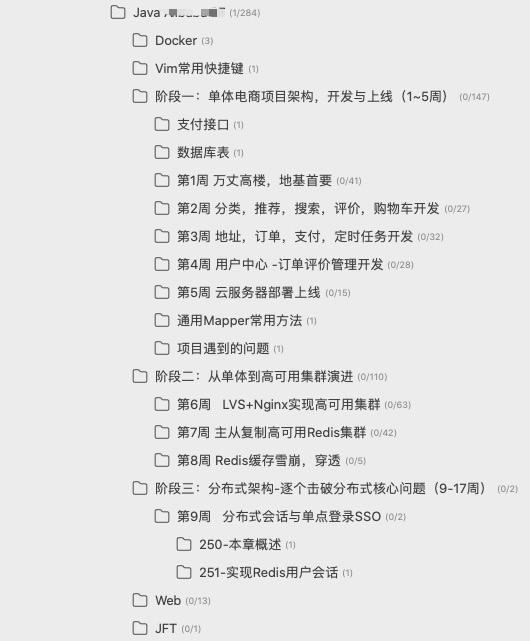 Java (1/284)
Docker (3)
Vim常用快捷键 (1)
阶段一：单体电商项目架构，开发与上线（1~5周） (0/147)
支付接口 (1)
数据库表 (1)
第1周 万丈高楼，地基首要 (0/41)
第2周 分类，推荐，搜索，评价，购物车开发 (0/27)
第3周 地址，订单，支付，定时任务开发 (0/32)
第4周 用户中心 -订单评价管理开发 (0/28)
第5周 云服务器部署上线 (0/15)
通用Mapper常用方法 (1)
项目遇到的问题 (1)
阶段二：从单体到高可用集群演进 (0/110)
第6周 LVS+Nginx实现高可用集群 (0/63)
第7周 主从复制高可用Redis集群 (0/42)
第8周 Redis缓存雪崩，穿透 (0/5)
阶段三：分布式架构-逐个击破分布式核心问题（9-17周） (0/2)
第9周 分布式会话与单点登录SSO (0/2)
250-本章概述 (1)
251-实现Redis用户会话 (1)
Web (0/13)
JFT (0/1)